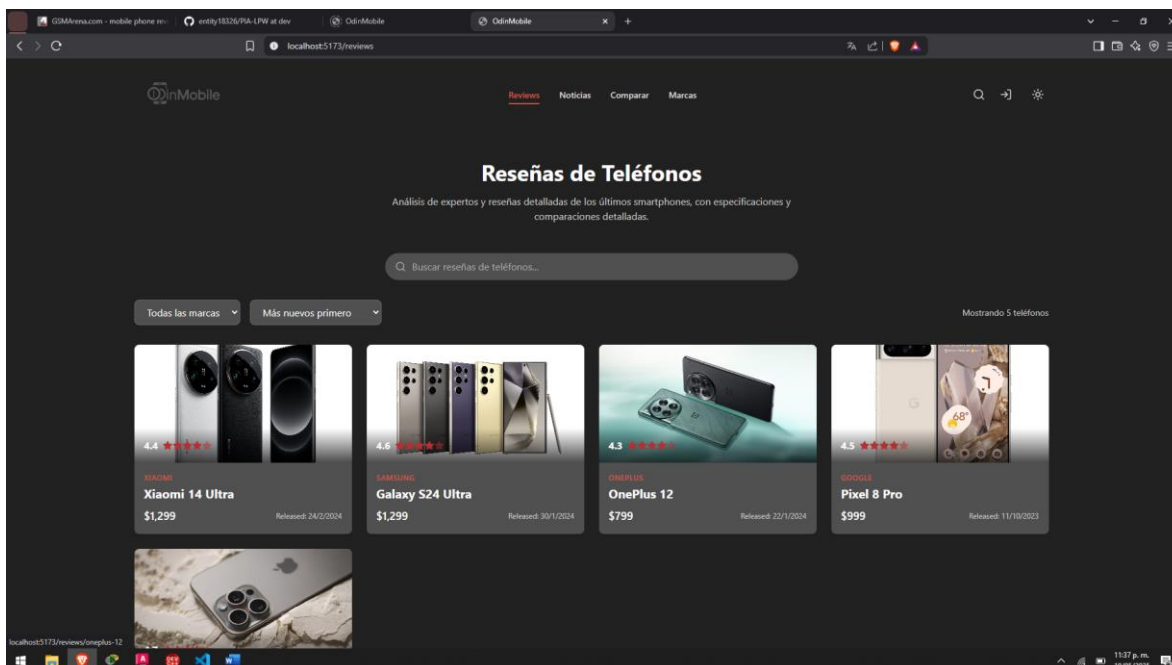 GSMArena.com - mobile phone rev
entity18326/PIA-LPW at dev
OdinMobile
OdinMobile
localhost:5173/reviews
OdinMobile
Reviews
Noticias
Comparar
Marcas
Reseñas de Teléfonos
Análisis de expertos y reseñas detalladas de los últimos smartphones, con especificaciones y
comparaciones detalladas.
Buscar reseñas de teléfonos...
Todas las marcas
Más nuevos primero
Mostrando 5 teléfonos
4.4
XIAOMI
Xiaomi 14 Ultra
$1,299
Released: 24/2/2024
4.6
SAMSUNG
Galaxy S24 Ultra
$1,299
Released: 30/1/2024
4.3
ONEPLUS
OnePlus 12
$799
Released: 22/1/2024
68°
4.5
GOOGLE
Pixel 8 Pro
$999
Released: 11/10/2023
localhost:5173/reviews/oneplus-12
11:37 p. m.